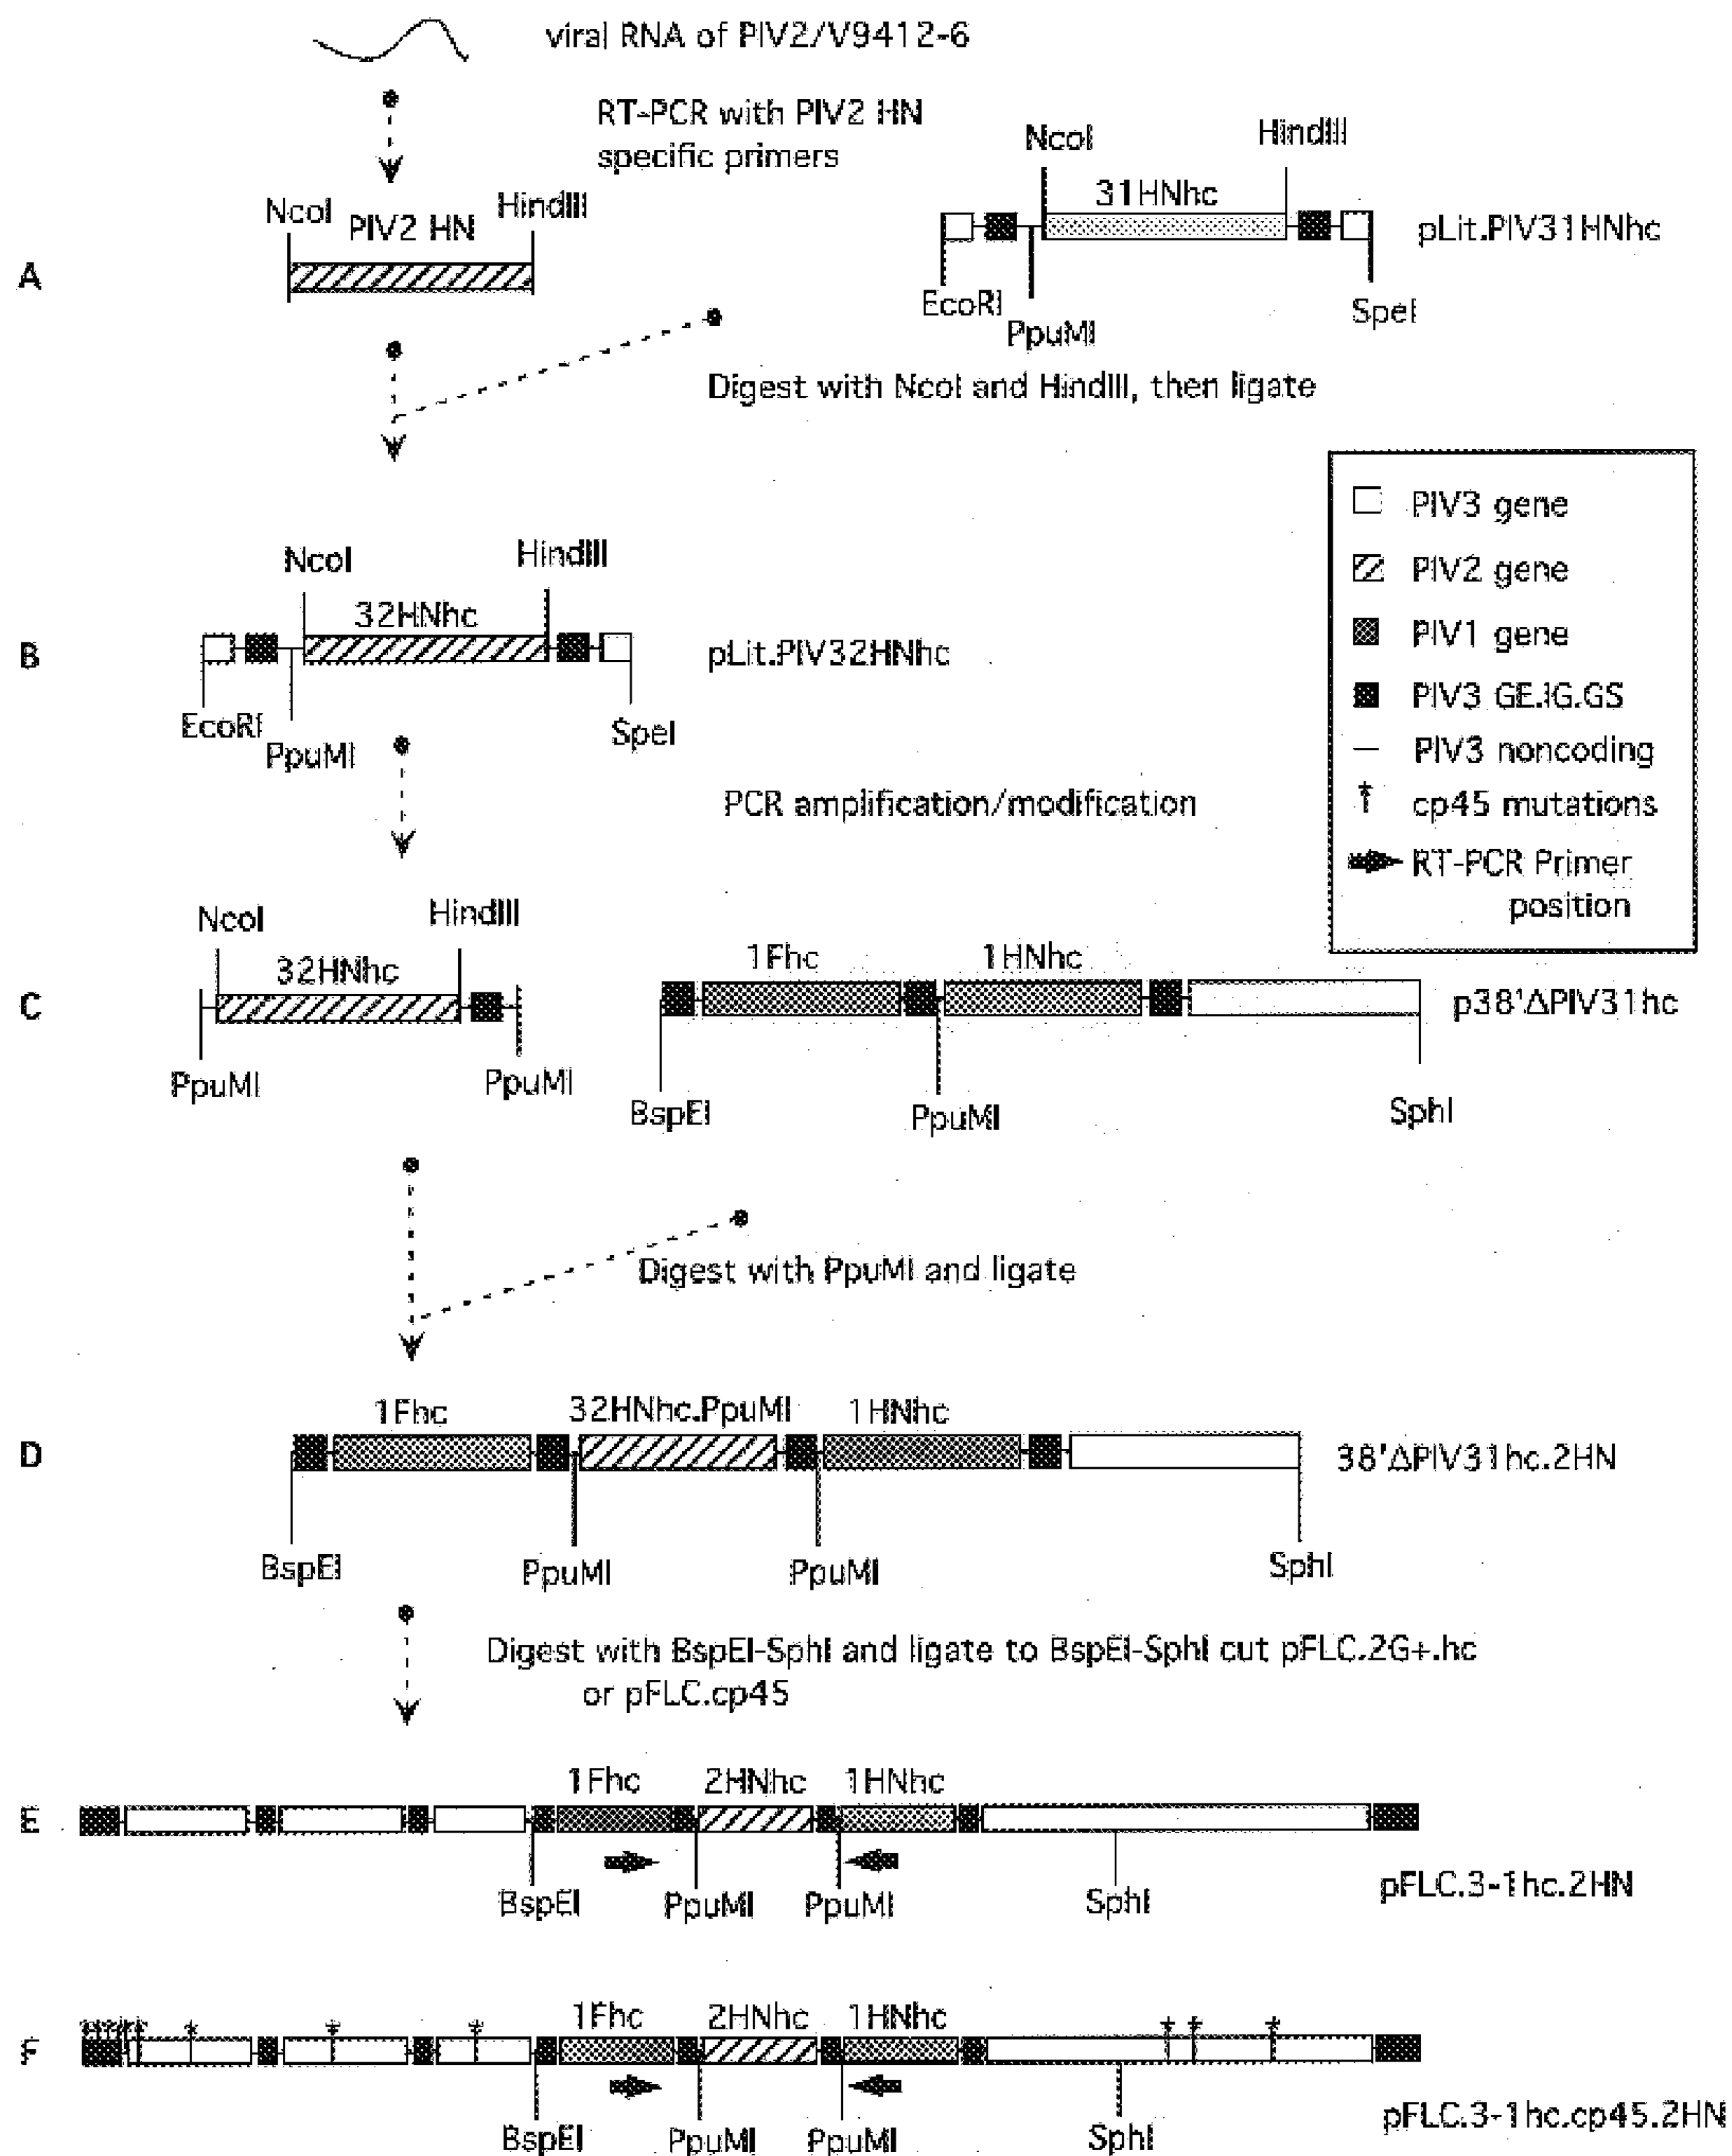 viral RNA of PIV2/V9412-6
RT-PCR with PIV2 HN
specific primers
NcoI
HindIII
31HNhc
pLit.PIV31HNhc
EcoRI
PpuMI
SpeI
NcoI
PIV2 HN
HindIII
A
Digest with NcoI and HindIII, then ligate
PIV3 gene
PIV2 gene
PIV1 gene
PIV3 GE.IG.GS
PIV3 noncoding
cp45 mutations
RT-PCR Primer
position
NcoI
HindIII
32HNhc
B
pLit.PIV32HNhc
EcoRI
PpuMI
SpeI
PCR amplification/modification
NcoI
HindIII
32HNhc
C
PpuMI
PpuMI
1Fhc
1HNhc
p38'ΔPIV31hc
BspEI
PpuMI
SphI
Digest with PpuMI and ligate
1Fhc
32HNhc.PpuMI
1HNhc
D
38'ΔPIV31hc.2HN
BspEI
PpuMI
PpuMI
SphI
Digest with BspEI-SphI and ligate to BspEI-SphI cut pFLC.2G+.hc
or pFLC.cp45
1Fhc
2HNhc
1HNhc
E
BspEI
PpuMI
PpuMI
SphI
pFLC.3-1hc.2HN
1Fhc
2HNhc
1HNhc
F
BspEI
PpuMI
PpuMI
SphI
pFLC.3-1hc.cp45.2HN